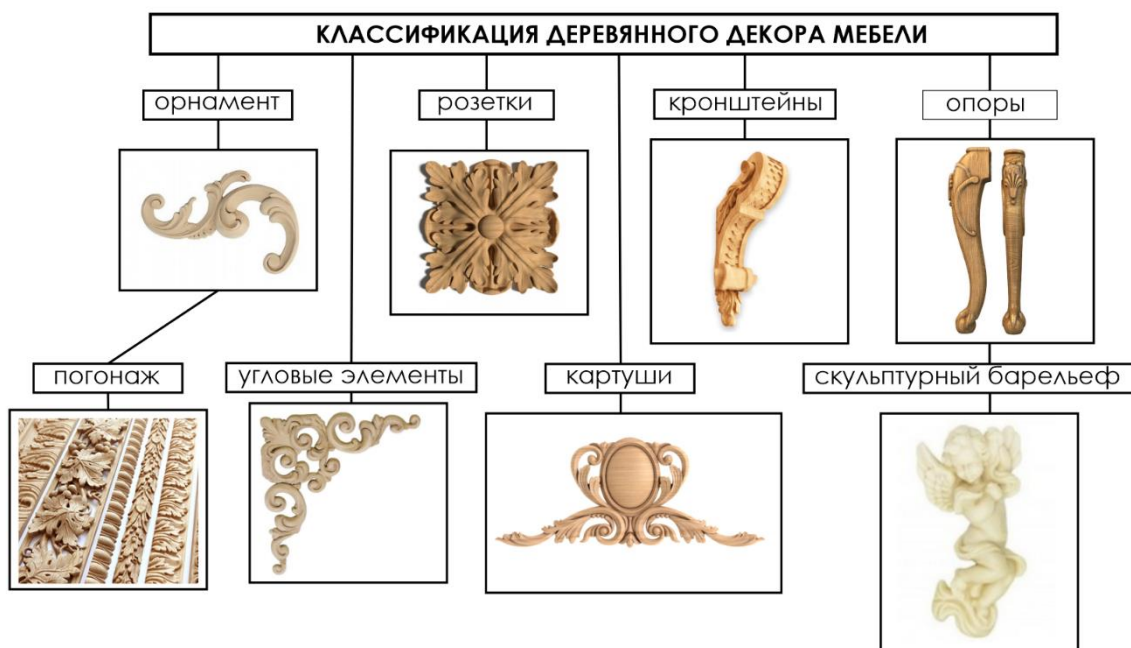 КЛАССИФИКАЦИЯ ДЕРЕВЯННОГО ДЕКОРА МЕБЕЛИ
орнамент
розетки
кронштейны
опоры
погонаж
угловые элементы
картуши
скульптурный барельеф